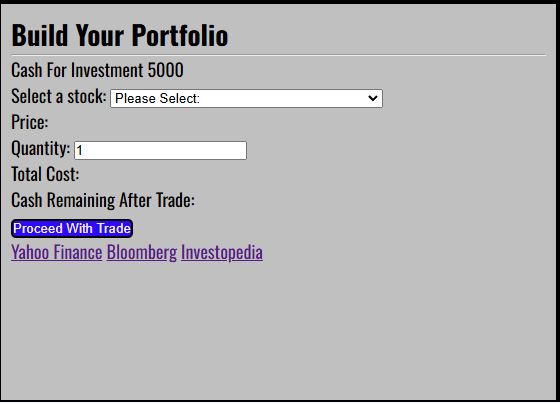 Build Your Portfolio
Cash For Investment 5000
Select a stock: Please Select:
Price:
Quantity: 1
Total Cost:
Cash Remaining After Trade:
Proceed With Trade
Yahoo Finance Bloomberg Investopedia